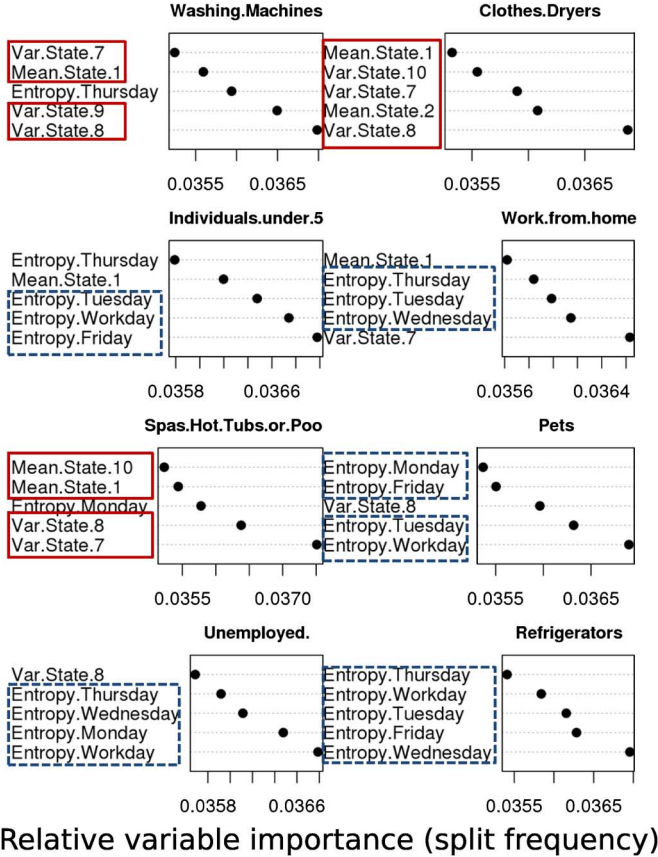 Washing.Machines
Var.State.7
Mean.State.1
Entropy.Thursday
Var.State.9
Var.State.8
0.0355 0.0365
Clothes.Dryers
Mean.State.1
Var.State.10
Var.State.7
Mean.State.2
Var.State.8
0.0355 0.0365
Individuals.under.5
Entropy.Thursday
Mean.State.1
Entropy.Tuesday
Entropy.Workday
Entropy.Friday
0.0358 0.0366
Work.from.home
Mean.State.1
Entropy.Thursday
Entropy.Tuesday
Entropy.Wednesday
Var.State.7
0.0356 0.0364
Spas.Hot.Tubs.or.Poo
Mean.State.10
Mean.State.1
Entropy.Monday
Var.State.8
Var.State.7
0.0355 0.0370
Pets
Entropy.Monday
Entropy.Friday
Var.State.8
Entropy.Tuesday
Entropy.Workday
0.0355 0.0365
Unemployed.
Var.State.8
Entropy.Thursday
Entropy.Wednesday
Entropy.Monday
Entropy.Workday
0.0358 0.0366
Refrigerators
Entropy.Thursday
Entropy.Workday
Entropy.Tuesday
Entropy.Friday
Entropy.Wednesday
0.0355 0.0365
Relative variable importance (split frequency)